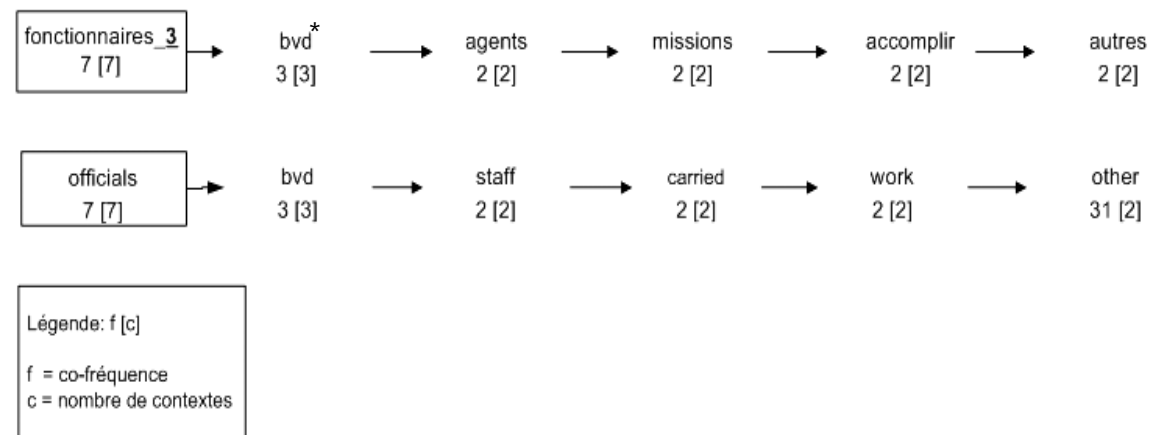 fonctionnaires_3 bvd* agents missions accomplir autres
7 [7] 3 [3] 2 [2] 2 [2] 2 [2] 2 [2]
officials bvd staff carried work other
7 [7] 3 [3] 2 [2] 2 [2] 2 [2] 31 [2]
Légende: f [c]
f = co-fréquence
c = nombre de contextes